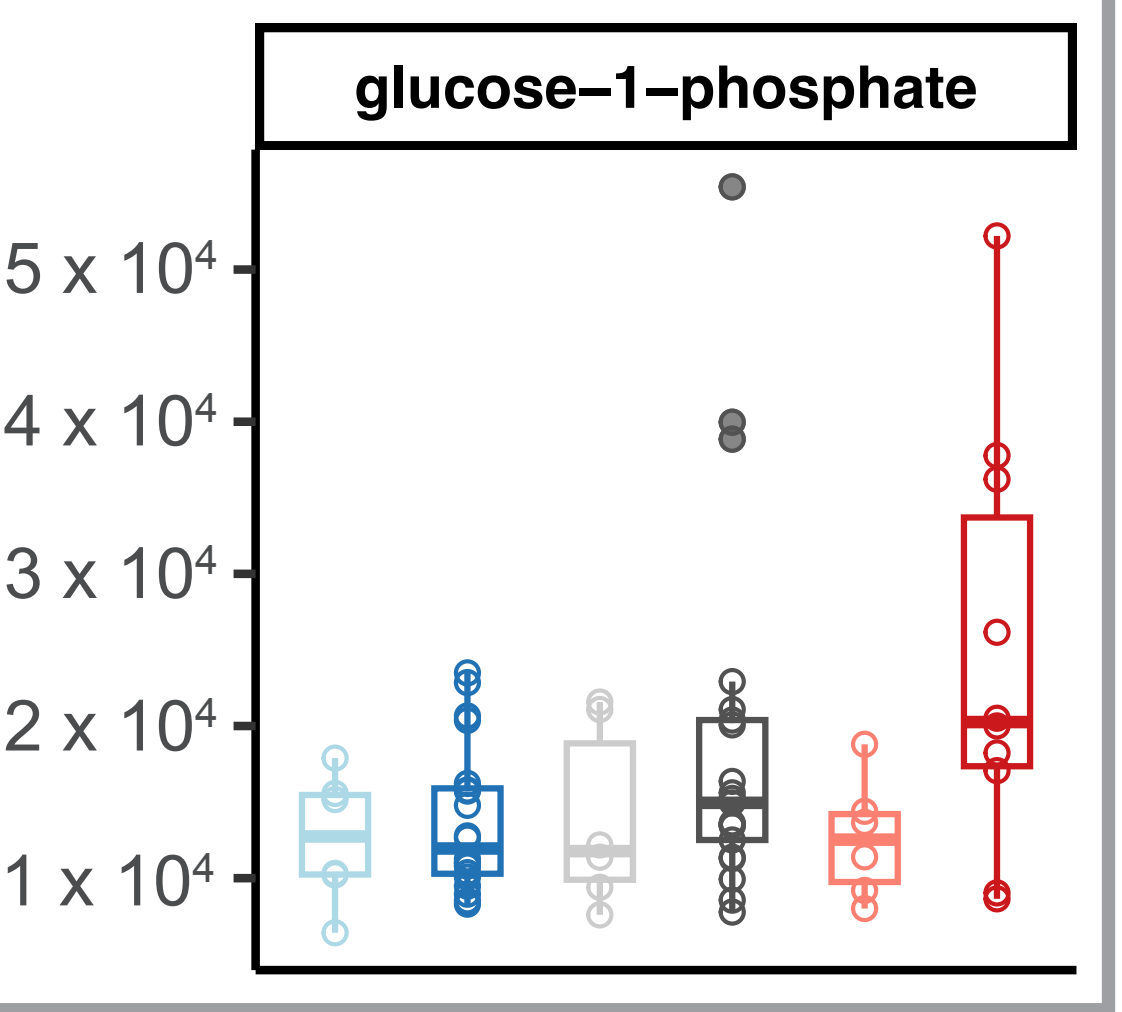 glucose−1−phosphate
5 x 10⁴
4 x 10⁴
3 x 10⁴
2 x 10⁴
1 x 10⁴